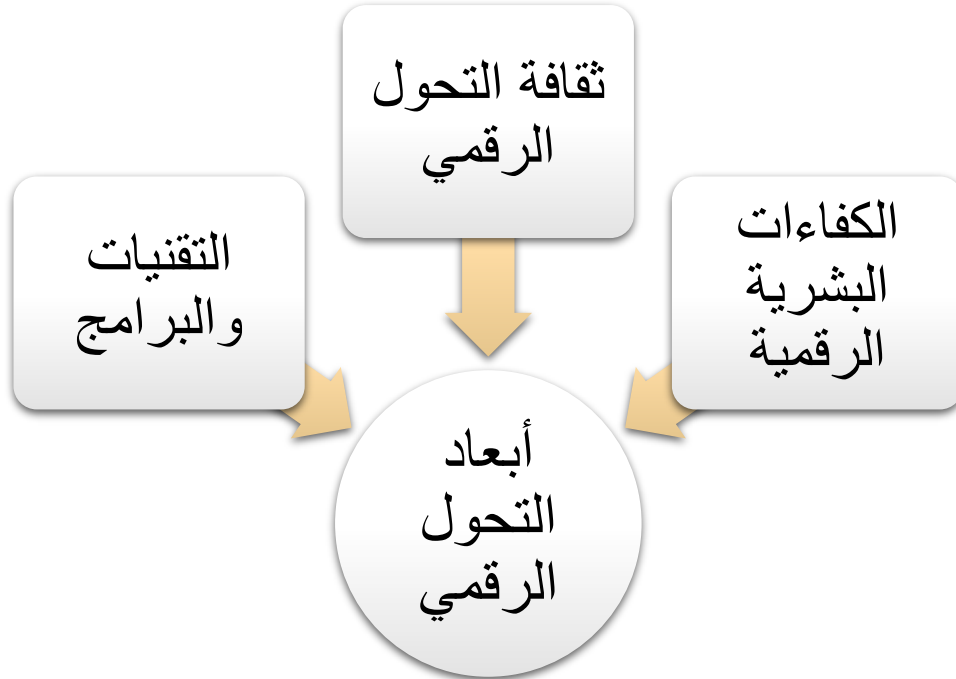 ثقافة التحول
الرقمي
الكفاءات
البشرية
الرقمية
التقنيات
والبرامج
أبعاد
التحول
الرقمي